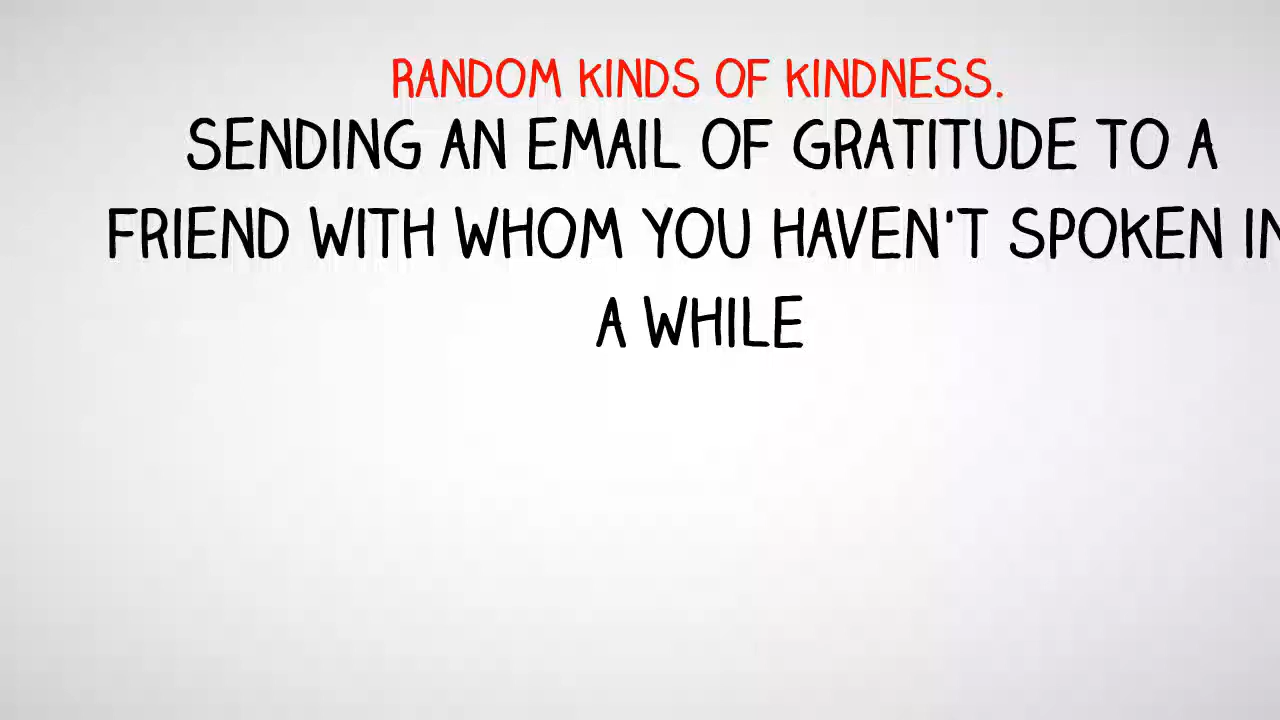 RANDOM KINDS OF KINDNESS.
SENDING AN EMAIL OF GRATITUDE TO A
FRIEND WITH WHOM YOU HAVEN'T SPOKEN IN
A WHILE